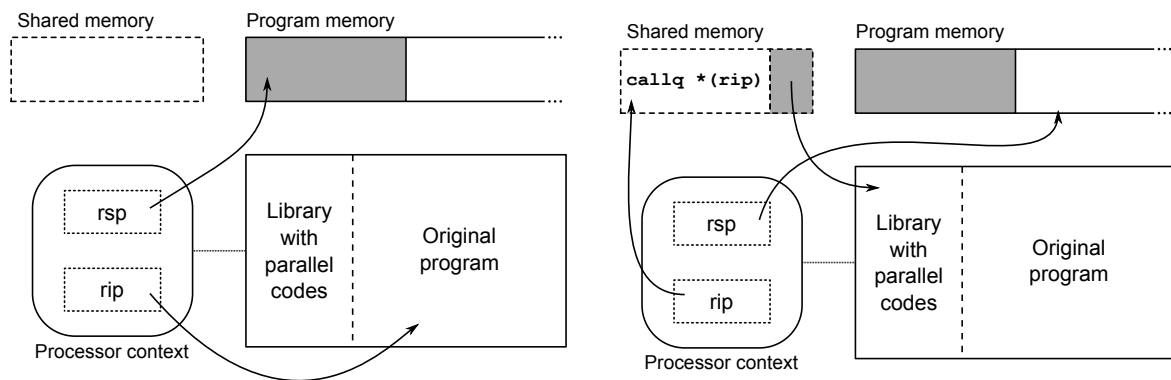 Shared memory
Program memory
...
...
rsp
rip
Processor context
Library
with
parallel
codes
Original
program
Shared memory
Program memory
callq *(rip)
...
...
rsp
rip
Processor context
Library
with
parallel
codes
Original
program